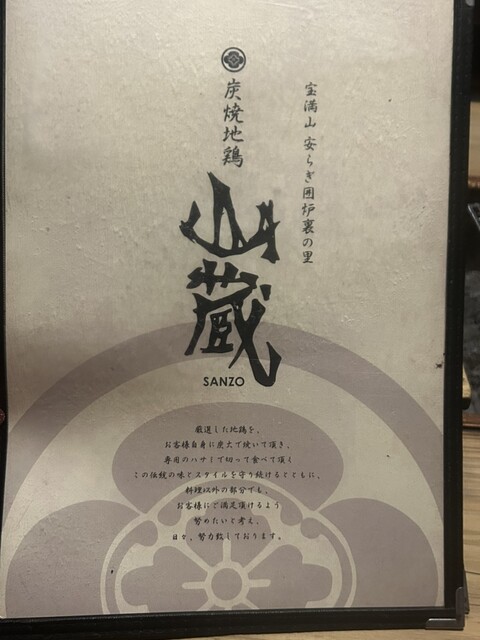 宝満山 安らぎ囲炉裏の里
炭焼地鶏
山蔵
SANZO
厳選した地鶏を、
お客様自身に炭火で焼いて頂き、
専用のハサミで切って食べて頂く
この伝統の味とスタイルを守り続けるとともに、
料理以外の部分でも、
お客様にご満足頂けるよう
努めたいと考え、
日々、努力致しております。